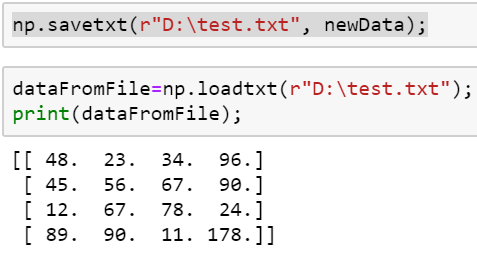 np.savetxt(r"D:\test.txt", newData);
dataFromFile=np.loadtxt(r"D:\test.txt");
print(dataFromFile);
[[ 48.  23.  34.  96.]
 [ 45.  56.  67.  90.]
 [ 12.  67.  78.  24.]
 [ 89.  90.  11. 178.]]